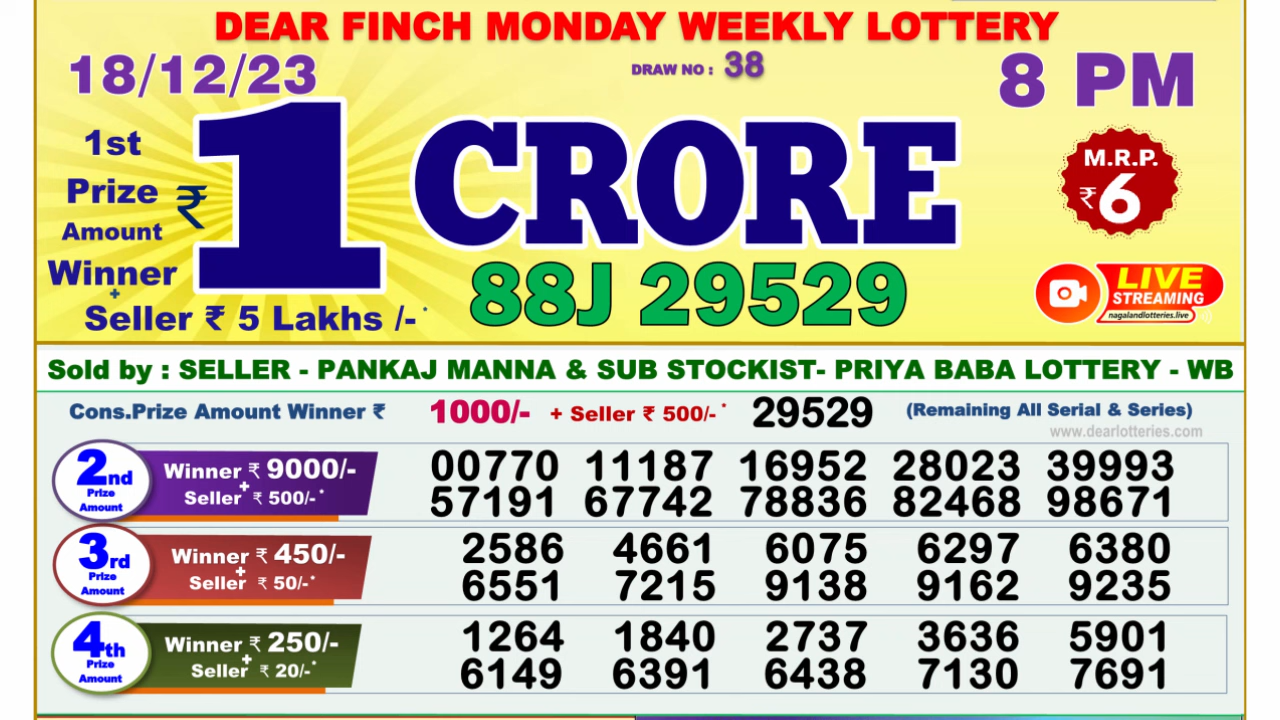 DEAR FINCH MONDAY WEEKLY LOTTERY
18/12/23
DRAW NO : 38
8 PM
1st
Prize
Amount
Winner
+
Seller ₹ 5 Lakhs /-*
₹ 1 CRORE
88J 29529
M.R.P.
₹6
LIVE
STREAMING
nagalandlotteries.live
Sold by : SELLER - PANKAJ MANNA & SUB STOCKIST- PRIYA BABA LOTTERY - WB
Cons.Prize Amount Winner ₹ 1000/- + Seller ₹ 500/-* 29529 (Remaining All Serial & Series)
www.dearlotteries.com
2nd
Prize
Amount
Winner ₹ 9000/-
+
Seller ₹ 500/-*
00770 11187 16952 28023 39993
57191 67742 78836 82468 98671
3rd
Prize
Amount
Winner ₹ 450/-
+
Seller ₹ 50/-*
2586 4661 6075 6297 6380
6551 7215 9138 9162 9235
4th
Prize
Amount
Winner ₹ 250/-
+
Seller ₹ 20/-*
1264 1840 2737 3636 5901
6149 6391 6438 7130 7691